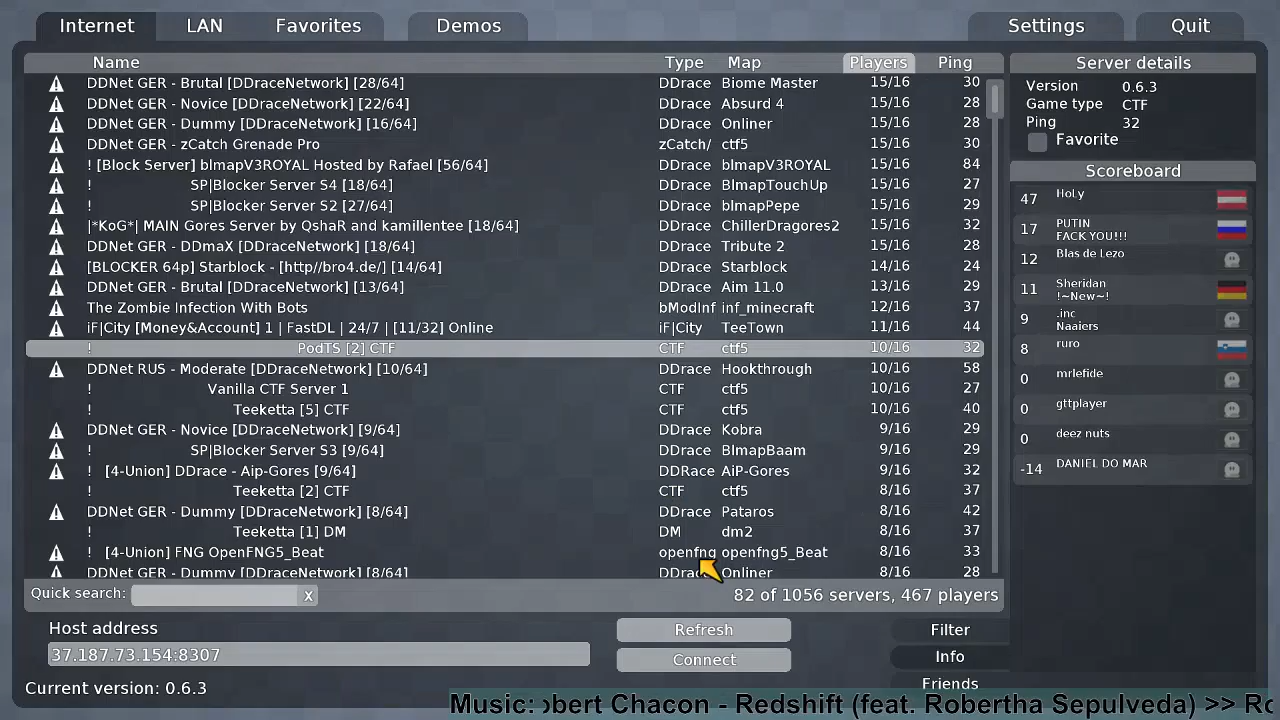 Internet LAN Favorites Demos Settings Quit
Name Type Map Players Ping
DDNet GER - Brutal [DDraceNetwork] [28/64] DDrace Biome Master 15/16 30
DDNet GER - Novice [DDraceNetwork] [22/64] DDrace Absurd 4 15/16 28
DDNet GER - Dummy [DDraceNetwork] [16/64] DDrace Onliner 15/16 28
DDNet GER - zCatch Grenade Pro zCatch/ ctf5 15/16 30
! [Block Server] blmapV3ROYAL Hosted by Rafael [56/64] DDrace blmapV3ROYAL 15/16 84
! SP|Blocker Server S4 [18/64] DDrace BlmapTouchUp 15/16 27
! SP|Blocker Server S2 [27/64] DDrace blmapPepe 15/16 29
|*KoG*| MAIN Gores Server by QshaR and kamillentee [18/64] DDrace ChillerDragores2 15/16 32
DDNet GER - DDmaX [DDraceNetwork] [18/64] DDrace Tribute 2 15/16 28
[BLOCKER 64p] Starblock - [http//bro4.de/] [14/64] DDrace Starblock 14/16 24
DDNet GER - Brutal [DDraceNetwork] [13/64] DDrace Aim 11.0 13/16 29
The Zombie Infection With Bots bModInf inf_minecraft 12/16 36
iF|City [Money&Account] 1 | FastDL | 24/7 | [11/32] Online iF|City TeeTown 11/16 44
! PodTS [2] CTF CTF ctf5 10/16 32
DDNet RUS - Moderate [DDraceNetwork] [10/64] DDrace Hookthrough 10/16 58
! Vanilla CTF Server 1 CTF ctf5 10/16 27
! Teeketta [5] CTF CTF ctf5 10/16 40
DDNet GER - Novice [DDraceNetwork] [9/64] DDrace Kobra 9/16 29
! SP|Blocker Server S3 [9/64] DDrace BlmapBaam 9/16 29
! [4-Union] DDrace - Aip-Gores [9/64] DDRace AiP-Gores 9/16 32
! Teeketta [2] CTF CTF ctf5 8/16 37
DDNet GER - Dummy [DDraceNetwork] [8/64] DDrace Pataros 8/16 42
! Teeketta [1] DM DM dm2 8/16 37
! [4-Union] FNG OpenFNG5_Beat openfng openfng5_Beat 8/16 33
DDNet GER - Dummy [DDraceNetwork] [8/64] DDrace Onliner 8/16 28
Quick search: x 82 of 1056 servers, 467 players
Host address
37.187.73.154:8307
Current version: 0.6.3
Refresh
Connect
Filter
Info
Friends
Server details
Version 0.6.3
Game type CTF
Ping 32
Favorite
Scoreboard
47 HoLy
17 PUTIN
FACK YOU!!!
12 Blas de Lezo
11 Sheridan
!~New~!
9 .inc
Naaiers
8 ruro
0 mrlefide
0 gttplayer
0 deez nuts
-14 DANIEL DO MAR
Music: obert Chacon - Redshift (feat. Robertha Sepulveda) >> Ro